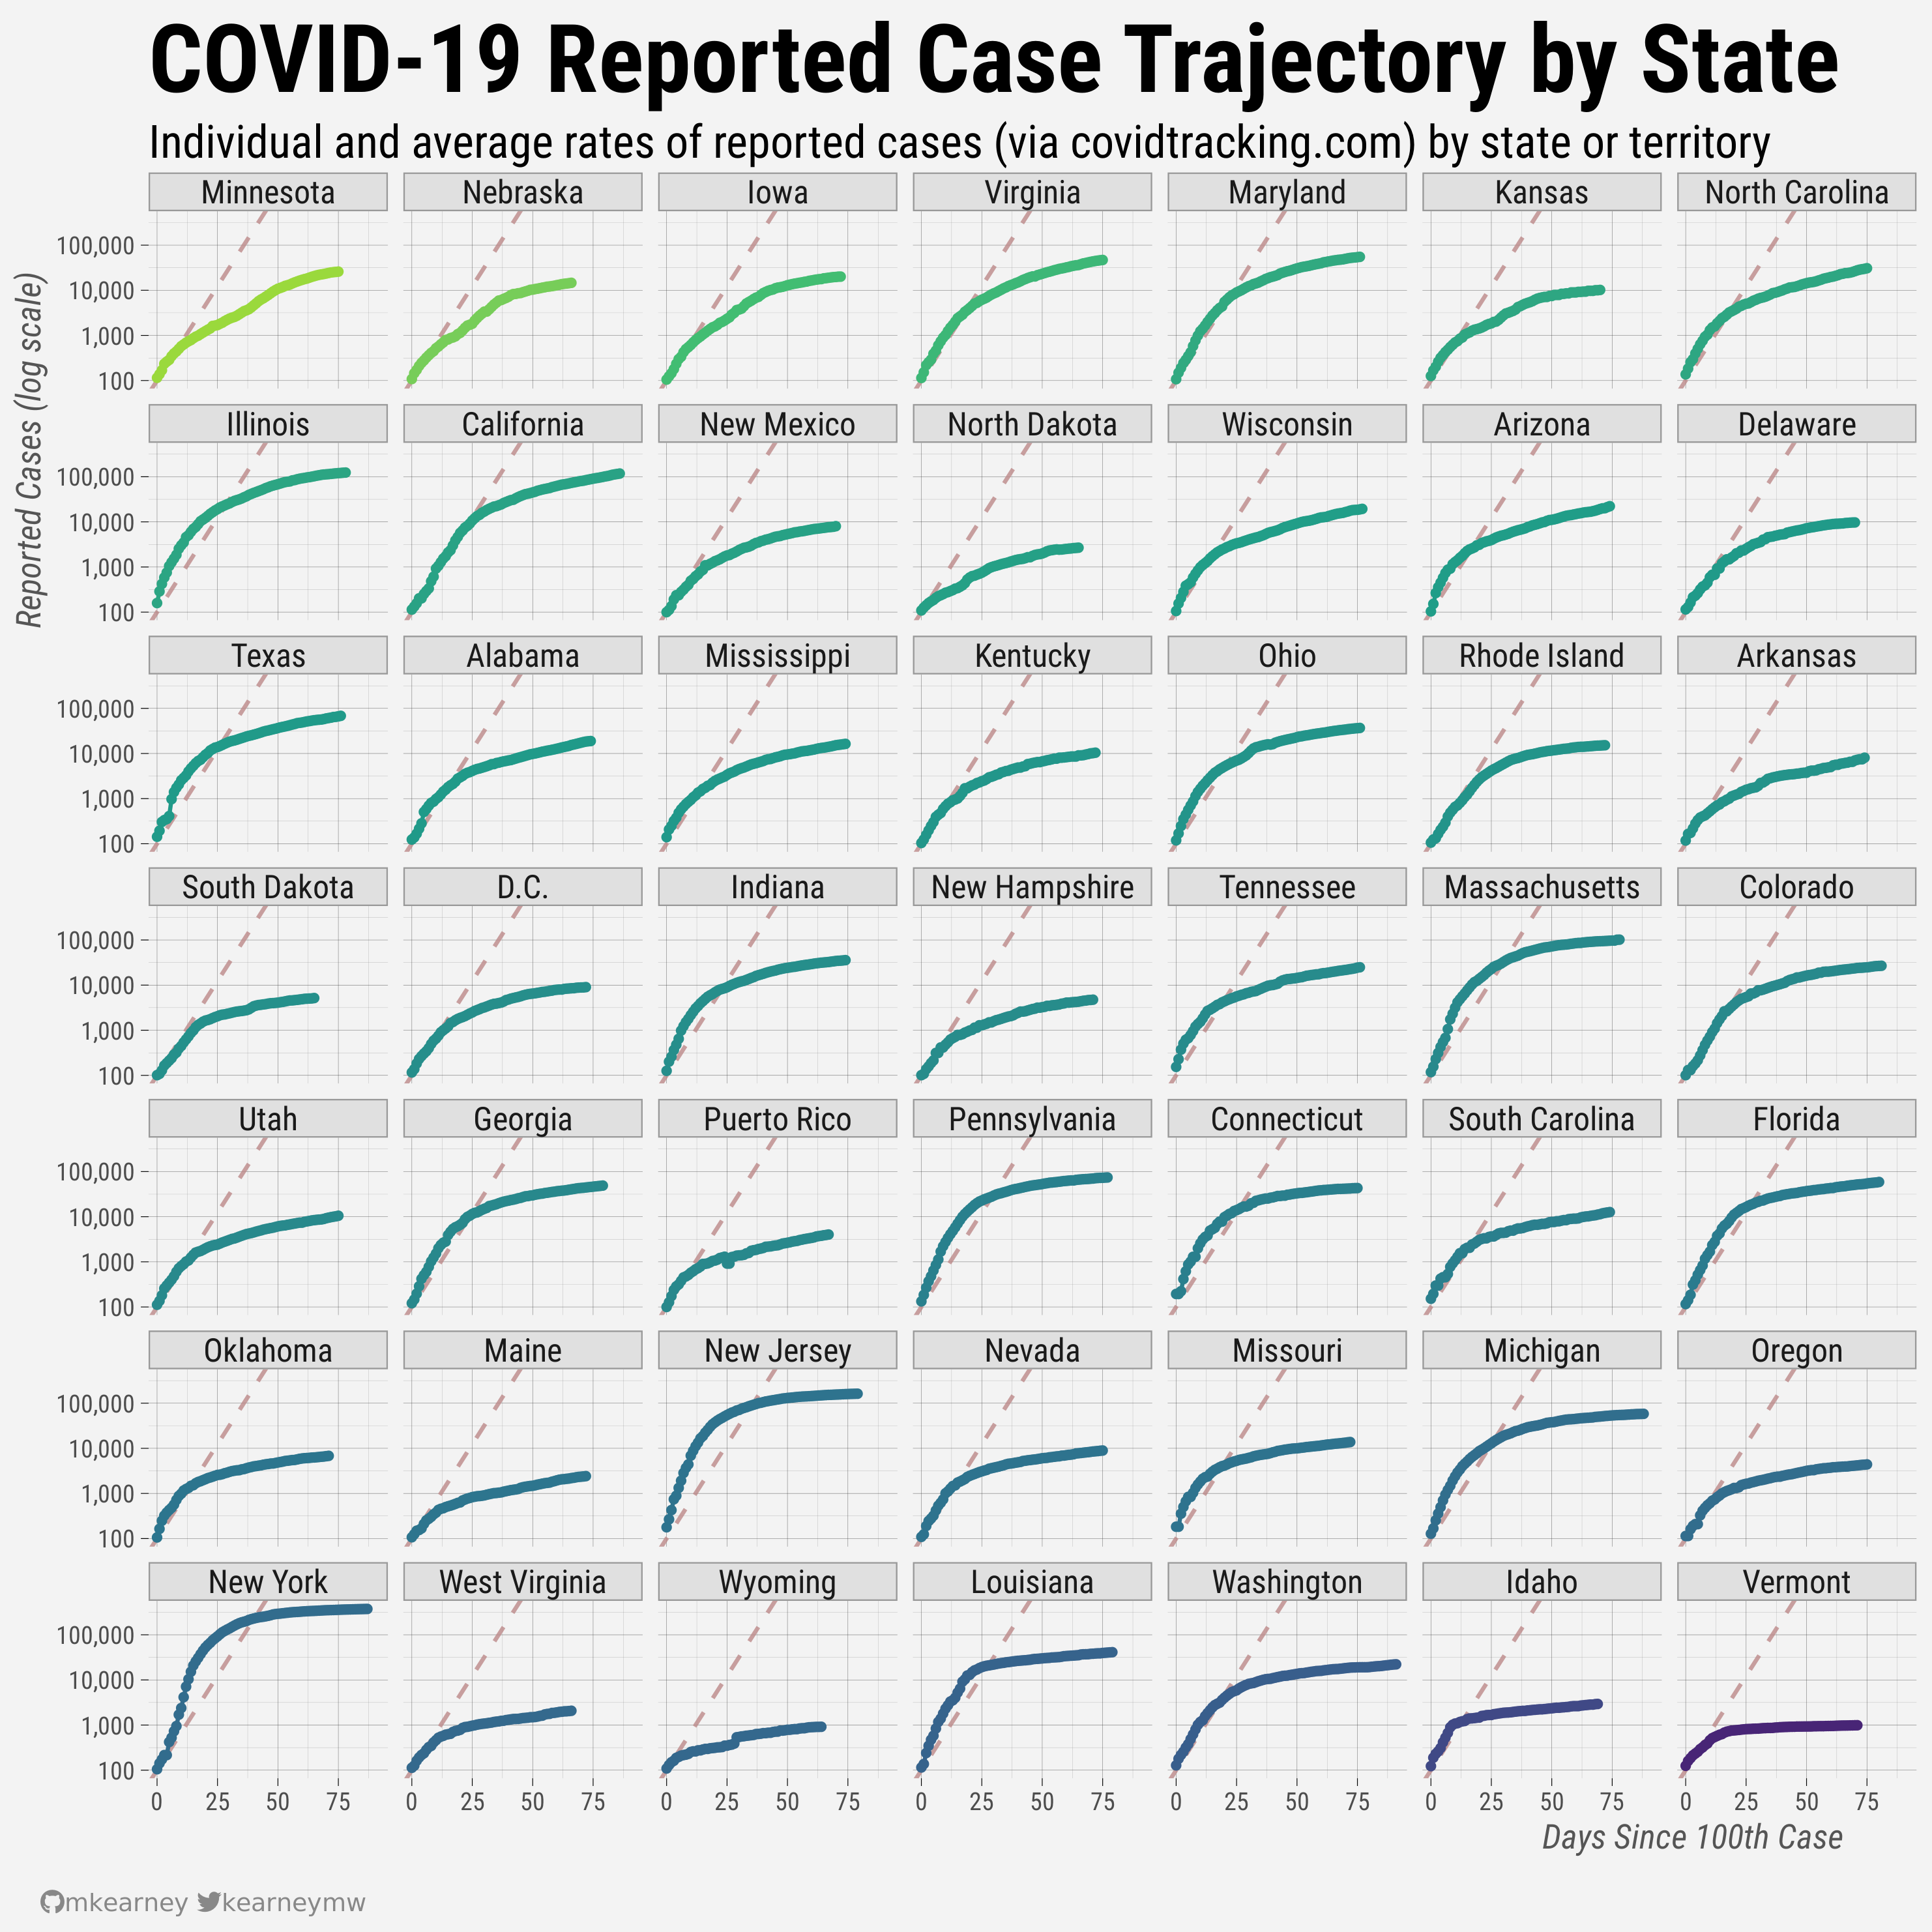 COVID-19 Reported Case Trajectory by State
Individual and average rates of reported cases (via covidtracking.com) by state or territory
Reported Cases (log scale)
Minnesota Nebraska Iowa Virginia Maryland Kansas North Carolina
100,000
10,000
1,000
100
Illinois California New Mexico North Dakota Wisconsin Arizona Delaware
100,000
10,000
1,000
100
Texas Alabama Mississippi Kentucky Ohio Rhode Island Arkansas
100,000
10,000
1,000
100
South Dakota D.C. Indiana New Hampshire Tennessee Massachusetts Colorado
100,000
10,000
1,000
100
Utah Georgia Puerto Rico Pennsylvania Connecticut South Carolina Florida
100,000
10,000
1,000
100
Oklahoma Maine New Jersey Nevada Missouri Michigan Oregon
100,000
10,000
1,000
100
New York West Virginia Wyoming Louisiana Washington Idaho Vermont
100,000
10,000
1,000
100
0 25 50 75 0 25 50 75 0 25 50 75 0 25 50 75 0 25 50 75 0 25 50 75 0 25 50 75
Days Since 100th Case
mkearney kearneymw